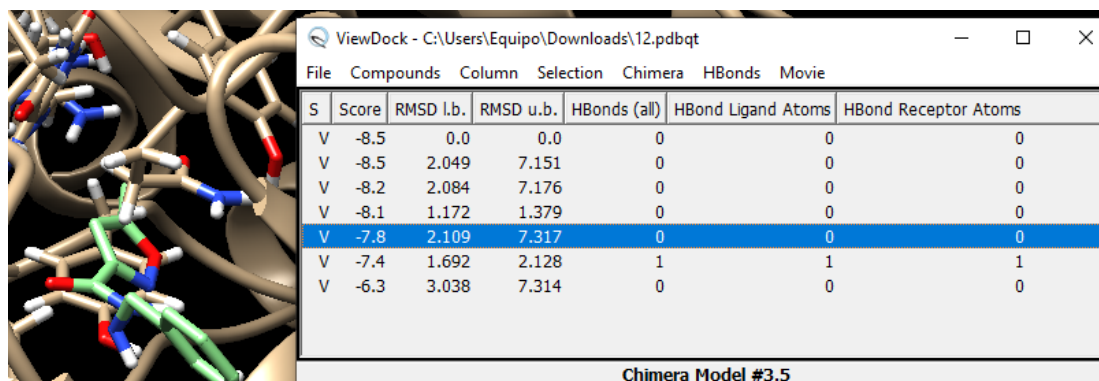 ViewDock - C:\Users\Equipo\Downloads\12.pdbqt
File Compounds Column Selection Chimera HBonds Movie
S Score RMSD l.b. RMSD u.b. HBonds (all) HBond Ligand Atoms HBond Receptor Atoms
V -8.5 0.0 0.0 0 0 0
V -8.5 2.049 7.151 0 0 0
V -8.2 2.084 7.176 0 0 0
V -8.1 1.172 1.379 0 0 0
V -7.8 2.109 7.317 0 0 0
V -7.4 1.692 2.128 1 1 1
V -6.3 3.038 7.314 0 0 0
Chimera Model #3.5